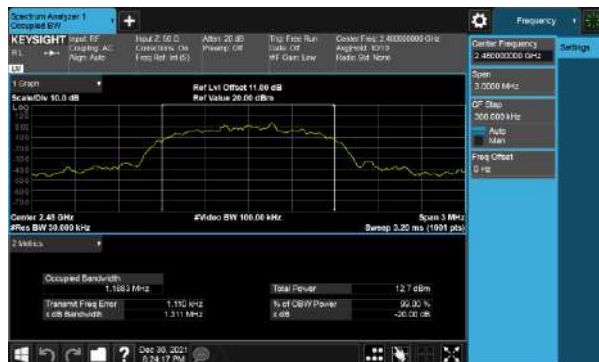 Spectrum Analyzer 1
Occupied BW
Frequency
KEYSIGHT
Input: RF
Coupling: AC
Align: Auto
Input Z: 50 Ω
Corrections: On
Freq Ref: Int (S)
Atten: 20 dB
Preamp: Off
Trig: Free Run
Gate: Off
#IF Gain: Low
Center Freq: 2.480000000 GHz
Avg|Hold: 10/10
Radio Std: None
Center Frequency
2.480000000 GHz
Settings
Span
3.0000 MHz
CF Step
300.000 kHz
Auto
Man
Freq Offset
0 Hz
1 Graph
Scale/Div 10.0 dB
Ref Lvl Offset 11.00 dB
Ref Value 20.00 dBm
Log
Center 2.48 GHz
#Res BW 30.000 kHz
#Video BW 100.00 kHz
Span 3 MHz
Sweep 3.20 ms (1001 pts)
2 Metrics
Occupied Bandwidth
1.1883 MHz
Total Power
12.7 dBm
Transmit Freq Error
1.110 kHz
% of OBW Power
99.00 %
x dB Bandwidth
1.311 MHz
x dB
-20.00 dB
Dec 30, 2021
6:24:17 PM